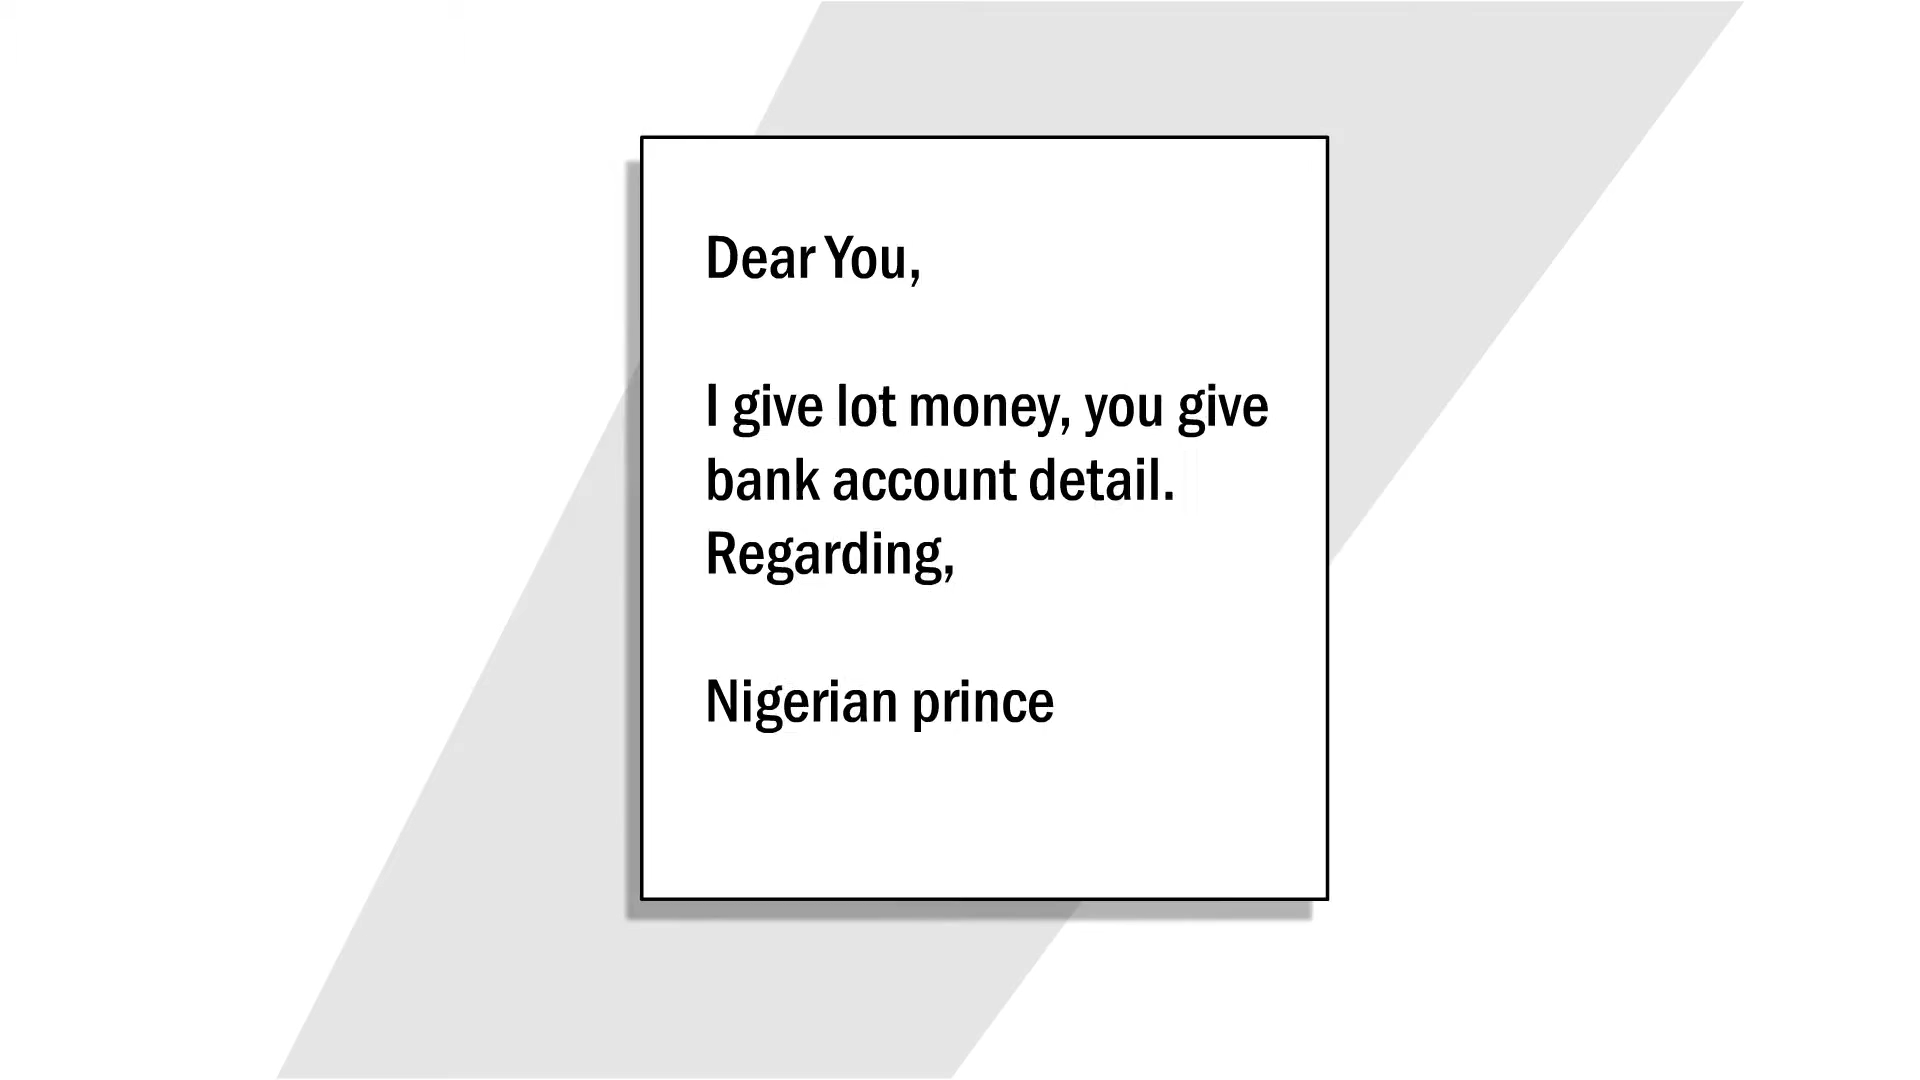 Dear You,
I give lot money, you give
bank account detail.
Regarding,
Nigerian prince